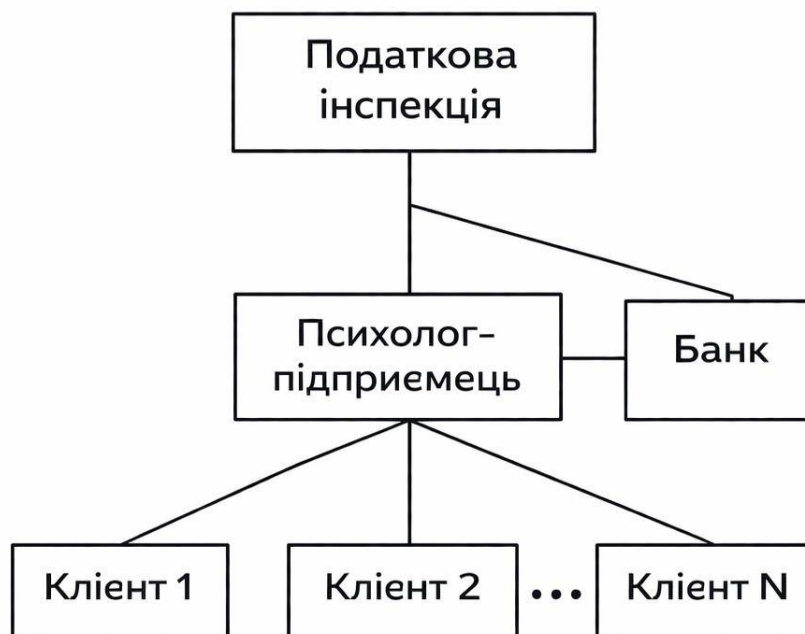 Податкова
інспекція
Психолог-
підприємець
Банк
Клієнт 1
Клієнт 2
...
Клієнт N